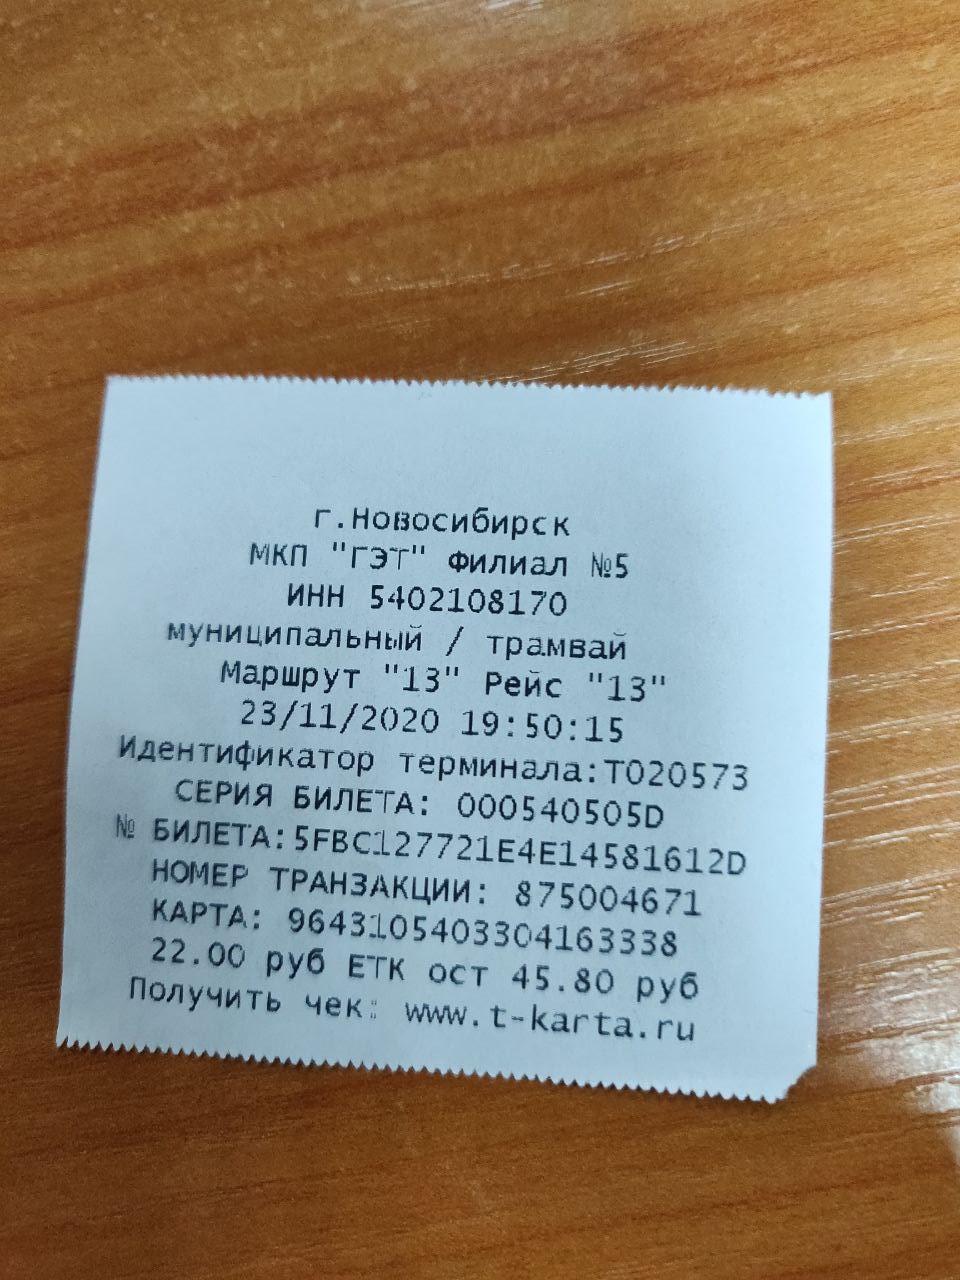 г.Новосибирск
МКП "ГЭТ" Филиал №5
ИНН 5402108170
муниципальный / трамвай
Маршрут "13" Рейс "13"
23/11/2020 19:50:15
Идентификатор терминала:T020573
СЕРИЯ БИЛЕТА: 000540505D
№ БИЛЕТА:5FBC127721E4E14581612D
НОМЕР ТРАНЗАКЦИИ: 875004671
КАРТА: 9643105403304163338
22.00 руб ЕТК ост 45.80 руб
Получить чек: www.t-karta.ru